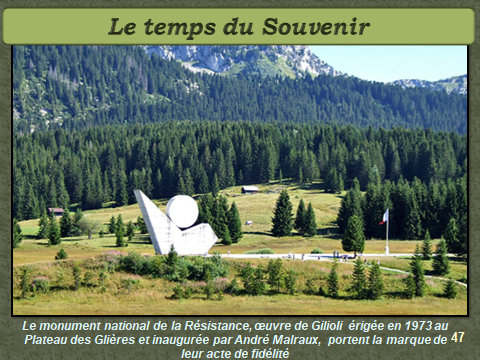 Le temps du Souvenir
Le monument national de la Résistance, œuvre de Gilioli érigée en 1973 au
Plateau des Glières et inaugurée par André Malraux, portent la marque de
leur acte de fidélité
47